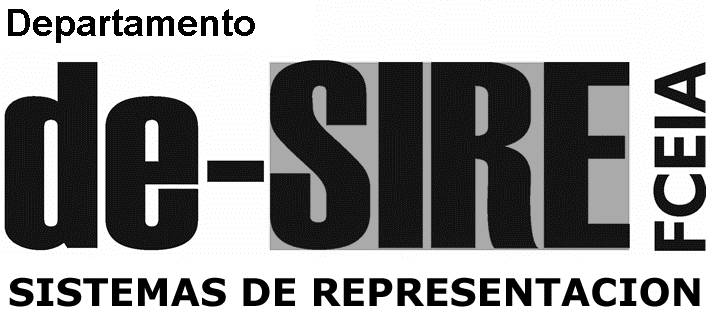 Departamento
de-SIRE
FCEIA
SISTEMAS DE REPRESENTACION